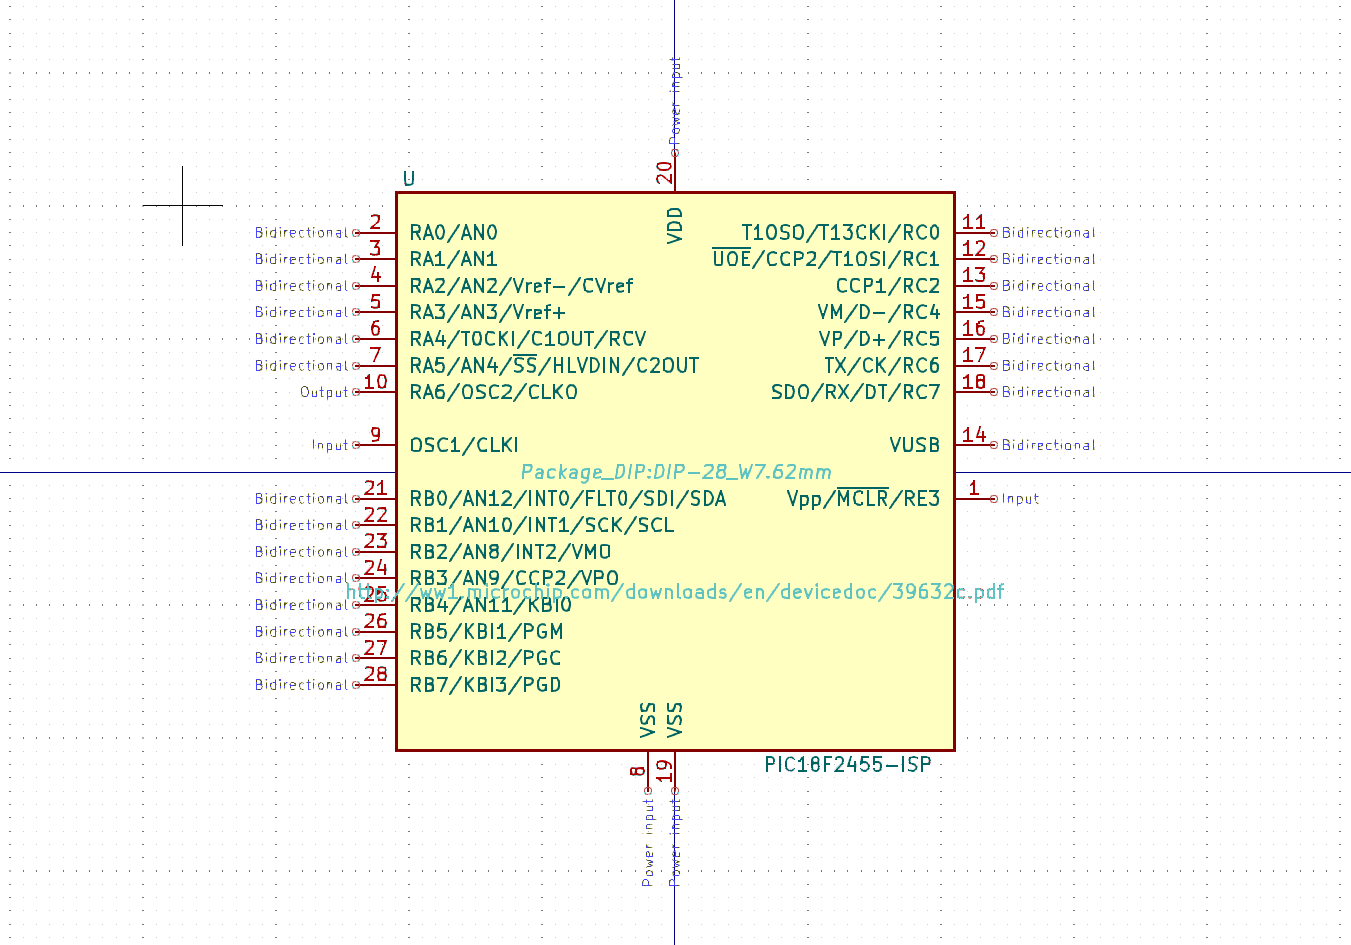 Power input
20
U
VDD
Bidirectional 2 RA0/AN0 T1OSO/T13CKI/RC0 11 Bidirectional
Bidirectional 3 RA1/AN1 UOE/CCP2/T1OSI/RC1 12 Bidirectional
Bidirectional 4 RA2/AN2/Vref-/CVref CCP1/RC2 13 Bidirectional
Bidirectional 5 RA3/AN3/Vref+ VM/D-/RC4 15 Bidirectional
Bidirectional 6 RA4/T0CKI/C1OUT/RCV VP/D+/RC5 16 Bidirectional
Bidirectional 7 RA5/AN4/SS/HLVDIN/C2OUT TX/CK/RC6 17 Bidirectional
Output 10 RA6/OSC2/CLKO SDO/RX/DT/RC7 18 Bidirectional
Input 9 OSC1/CLKI VUSB 14 Bidirectional
Package_DIP:DIP-28_W7.62mm
Bidirectional 21 RB0/AN12/INT0/FLT0/SDI/SDA Vpp/MCLR/RE3 1 Input
Bidirectional 22 RB1/AN10/INT1/SCK/SCL
Bidirectional 23 RB2/AN8/INT2/VMO
Bidirectional 24 RB3/AN9/CCP2/VPO
http://ww1.microchip.com/downloads/en/devicedoc/39632c.pdf
Bidirectional 25 RB4/AN11/KBI0
Bidirectional 26 RB5/KBI1/PGM
Bidirectional 27 RB6/KBI2/PGC
Bidirectional 28 RB7/KBI3/PGD
VSS VSS
8 19
PIC18F2455-ISP
Power input Power input